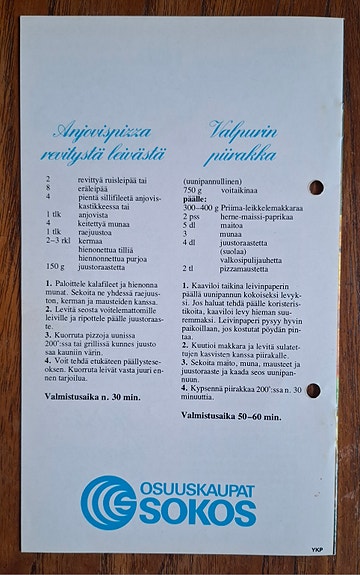 Anjovispizza
revitystä leivästä
2 revittyä ruisleipää tai
8 eräleipää
4 pientä sillifileetä anjovis-
kastikkeessa tai
1 tlk anjovista
4 keitettyä munaa
1 tlk raejuustoa
2–3 rkl kermaa
hienonnettua tilliä
hiennonnettua purjoa
150 g juustoraastetta
1. Paloittele kalafileet ja hienonna
munat. Sekoita ne yhdessä raejuus-
ton, kerman ja mausteiden kanssa.
2. Levitä seosta voitelemattomille
leiville ja ripottele päälle juustoraas-
te.
3. Kuorruta pizzoja uunissa
200°:ssa tai grillissä kunnes juusto
saa kauniin värin.
4. Voit tehdä etukäteen päällysteseos-
oksen. Kuorruta leivät vasta juuri en-
nen tarjoilua.
Valmistusaika n. 30 min.
Valpurin
piirakka
(uunipannullinen)
750 g voitaikinaa
päälle:
300–400 g Priima-leikkelemakkaraa
2 pss herne-maissi-paprikaa
5 dl maitoa
3 munaa
4 dl juustoraastetta
(suolaa)
valkosipulijauhetta
2 tl pizzamaustetta
1. Kaaviloi taikina leivinpaperin
päällä uunipannun kokoiseksi levyk-
si. Jos haluat tehdä päälle koristeris-
tikoita, kaaviloi levy hieman suu-
remmaksi. Leivinpaperi pysyy hyvin
paikoillaan, jos kostutat pöydän pin-
taa.
2. Kuutioi makkara ja levitä sulatet-
tujen kasvisten kanssa piirakalle.
3. Sekoita maito, muna, mausteet ja
juustoraaste ja kaada seos uunipan-
nuun.
4. Kypsennä piirakkaa 200°:ssa n. 30
minuuttia.
Valmistusaika 50–60 min.
OSUUSKAUPAT
SOKOS
YKP